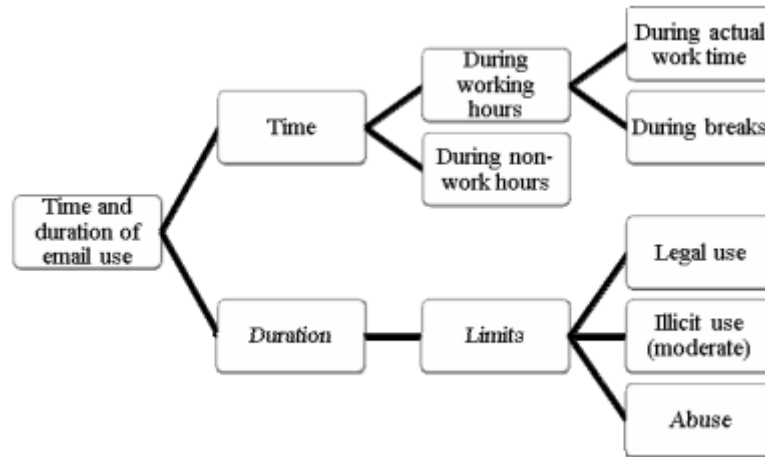 During actual
work time
During
working
hours
Time
During breaks
During non-
work hours
Time and
duration of
email use
Legal use
Duration
Limits
Illicit use
(moderate)
Abuse